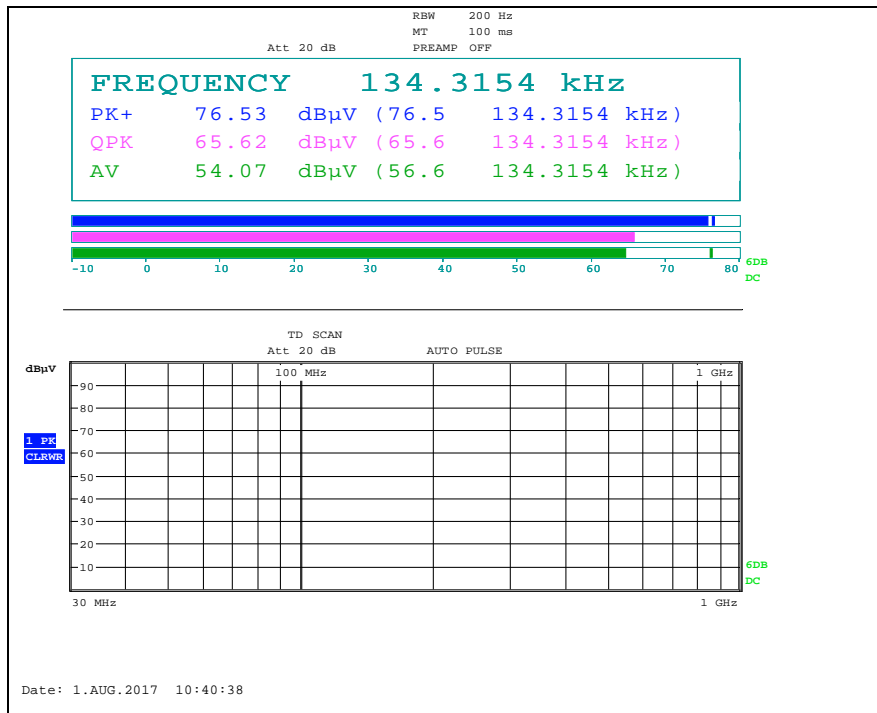 RBW 200 Hz
MT 100 ms
Att 20 dB PREAMP OFF
FREQUENCY 134.3154 kHz
PK+ 76.53 dBµV (76.5 134.3154 kHz)
QPK 65.62 dBµV (65.6 134.3154 kHz)
AV 54.07 dBµV (56.6 134.3154 kHz)
-10 0 10 20 30 40 50 60 70 80
6DB
DC
TD SCAN
Att 20 dB AUTO PULSE
dBµV
100 MHz 1 GHz
90
80
70
1 PK
CLRWR
60
50
40
30
20
10
6DB
DC
30 MHz 1 GHz
Date: 1.AUG.2017 10:40:38